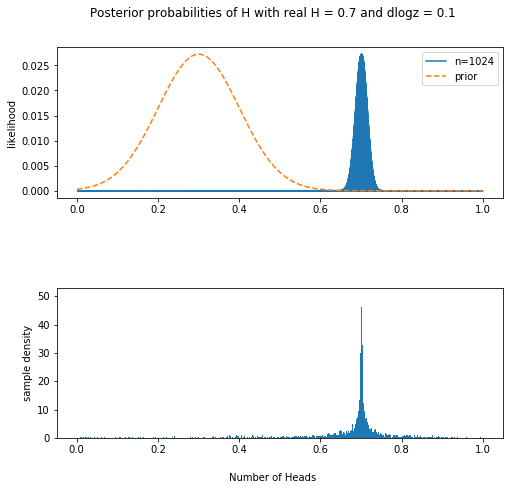 Posterior probabilities of H with real H = 0.7 and dlogz = 0.1
likelihood
0.025
0.020
0.015
0.010
0.005
0.000
n=1024
prior
0.0 0.2 0.4 0.6 0.8 1.0
sample density
50
40
30
20
10
0
0.0 0.2 0.4 0.6 0.8 1.0
Number of Heads